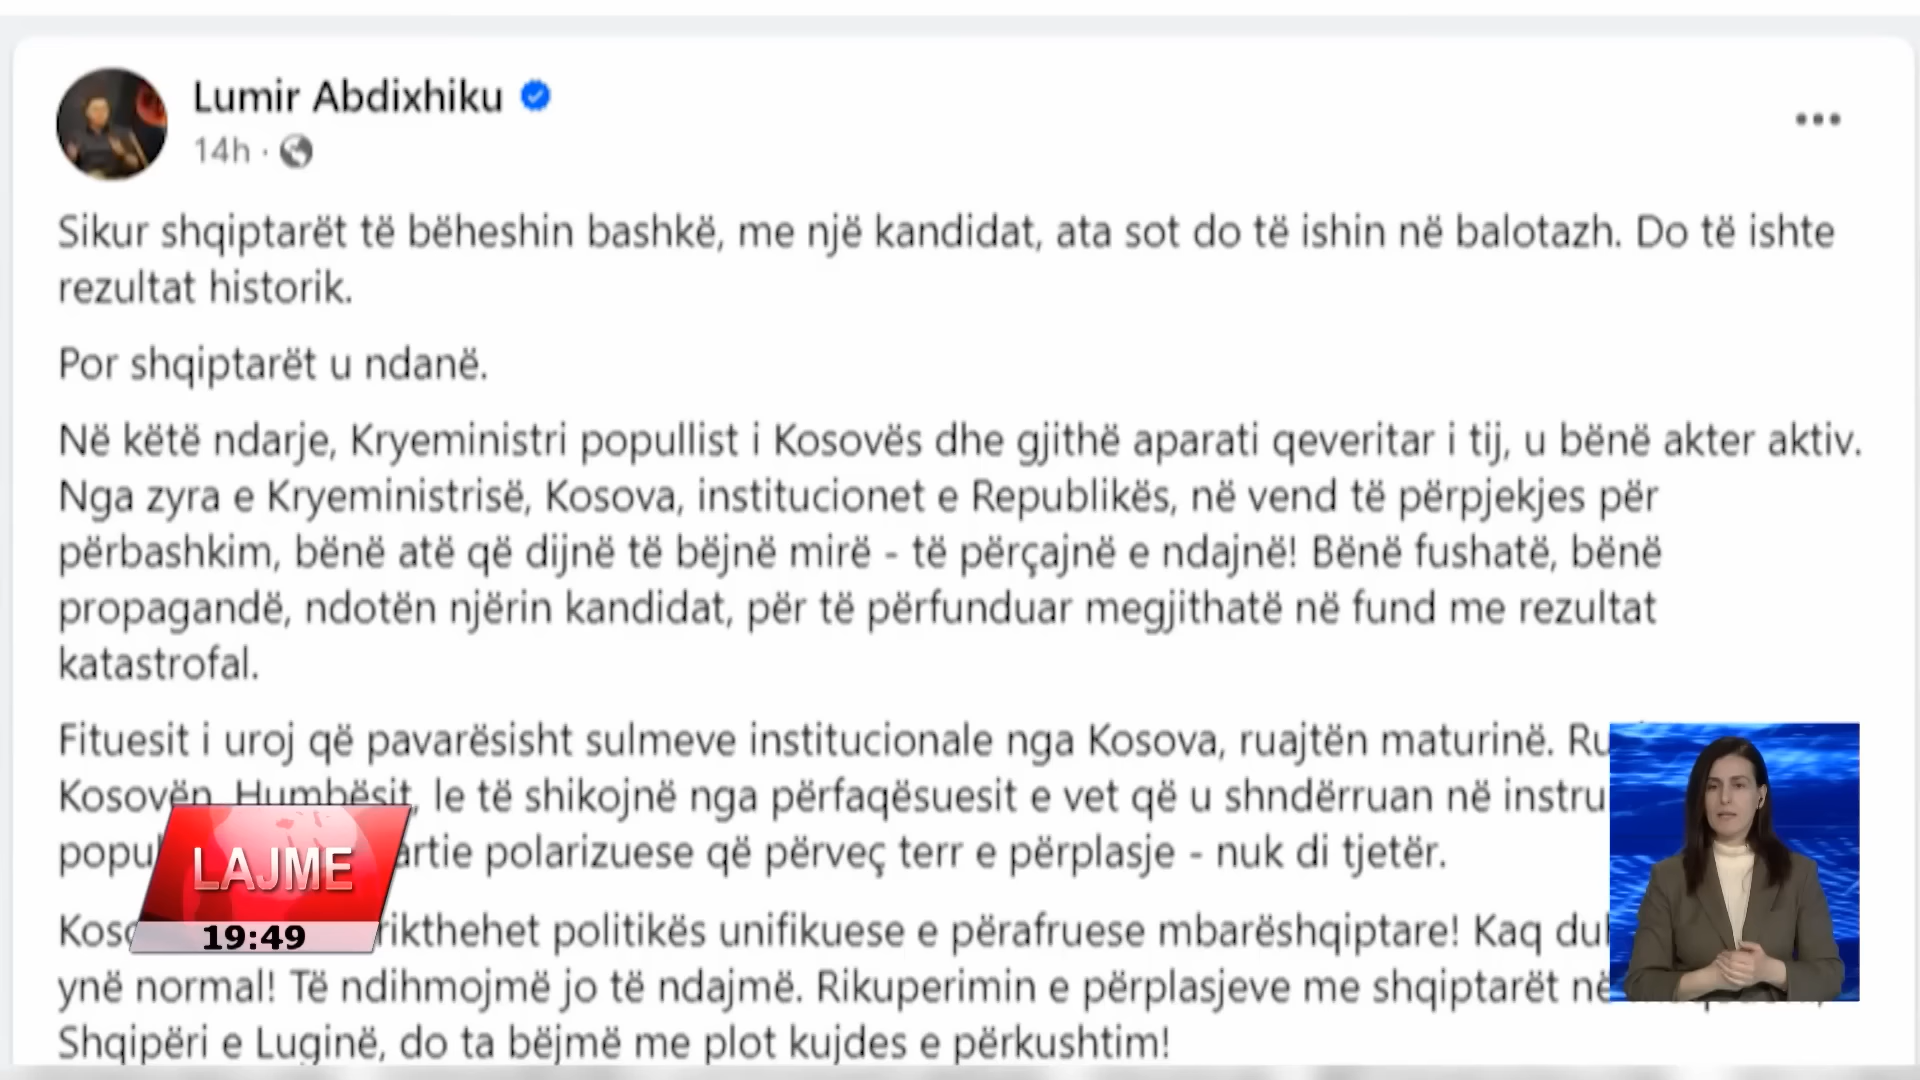 Lumir Abdixhiku
14h ·
Sikur shqiptarët të bëheshin bashkë, me një kandidat, ata sot do të ishin në balotazh. Do të ishte
rezultat historik.
Por shqiptarët u ndanë.
Në këtë ndarje, Kryeministri popullist i Kosovës dhe gjithë aparati qeveritar i tij, u bënë akter aktiv.
Nga zyra e Kryeministrisë, Kosova, institucionet e Republikës, në vend të përpjekjes për
përbashkim, bënë atë që dijnë të bëjnë mirë - të përçajnë e ndajnë! Bënë fushatë, bënë
propagandë, ndotën njërin kandidat, për të përfunduar megjithatë në fund me rezultat
katastrofal.
Fituesit i uroj që pavarësisht sulmeve institucionale nga Kosova, ruajtën maturinë.
Kosovën. Humbësit, le të shikojnë nga përfaqësuesit e vet që u shndërruan në
polarizuese që përveç terr e përplasje - nuk di tjetër.
politikës unifikuese e përafruese mbarëshqiptare! Kaq
ynë normal! Të ndihmojmë jo të ndajmë. Rikuperimin e përplasjeve me shqiptarët në
Shqipëri e Luginë, do ta bëjmë me plot kujdes e përkushtim!
LAJME
19:49